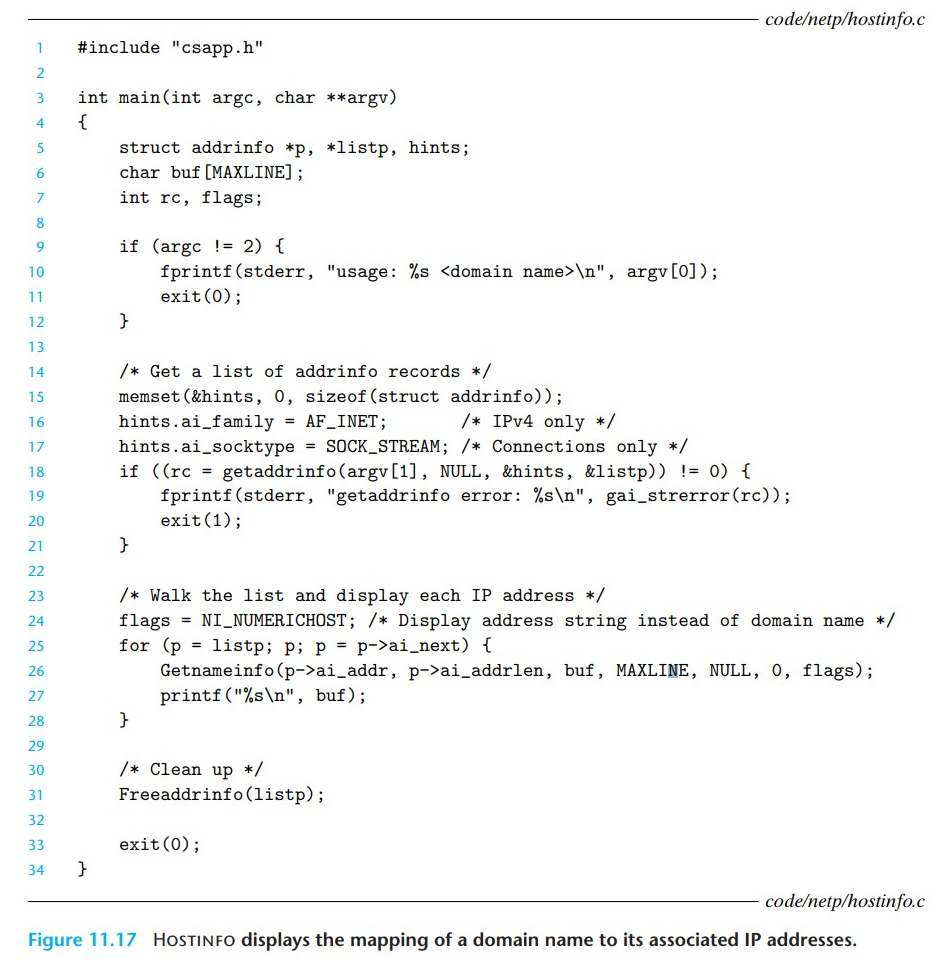 code/netp/hostinfo.c
1 #include "csapp.h"
2
3 int main(int argc, char **argv)
4 {
5     struct addrinfo *p, *listp, hints;
6     char buf[MAXLINE];
7     int rc, flags;
8
9     if (argc != 2) {
10         fprintf(stderr, "usage: %s <domain name>\n", argv[0]);
11         exit(0);
12     }
13
14     /* Get a list of addrinfo records */
15     memset(&hints, 0, sizeof(struct addrinfo));
16     hints.ai_family = AF_INET;       /* IPv4 only */
17     hints.ai_socktype = SOCK_STREAM; /* Connections only */
18     if ((rc = getaddrinfo(argv[1], NULL, &hints, &listp)) != 0) {
19         fprintf(stderr, "getaddrinfo error: %s\n", gai_strerror(rc));
20         exit(1);
21     }
22
23     /* Walk the list and display each IP address */
24     flags = NI_NUMERICHOST; /* Display address string instead of domain name */
25     for (p = listp; p; p = p->ai_next) {
26         Getnameinfo(p->ai_addr, p->ai_addrlen, buf, MAXLINE, NULL, 0, flags);
27         printf("%s\n", buf);
28     }
29
30     /* Clean up */
31     Freeaddrinfo(listp);
32
33     exit(0);
34 }
code/netp/hostinfo.c
Figure 11.17 HOSTINFO displays the mapping of a domain name to its associated IP addresses.